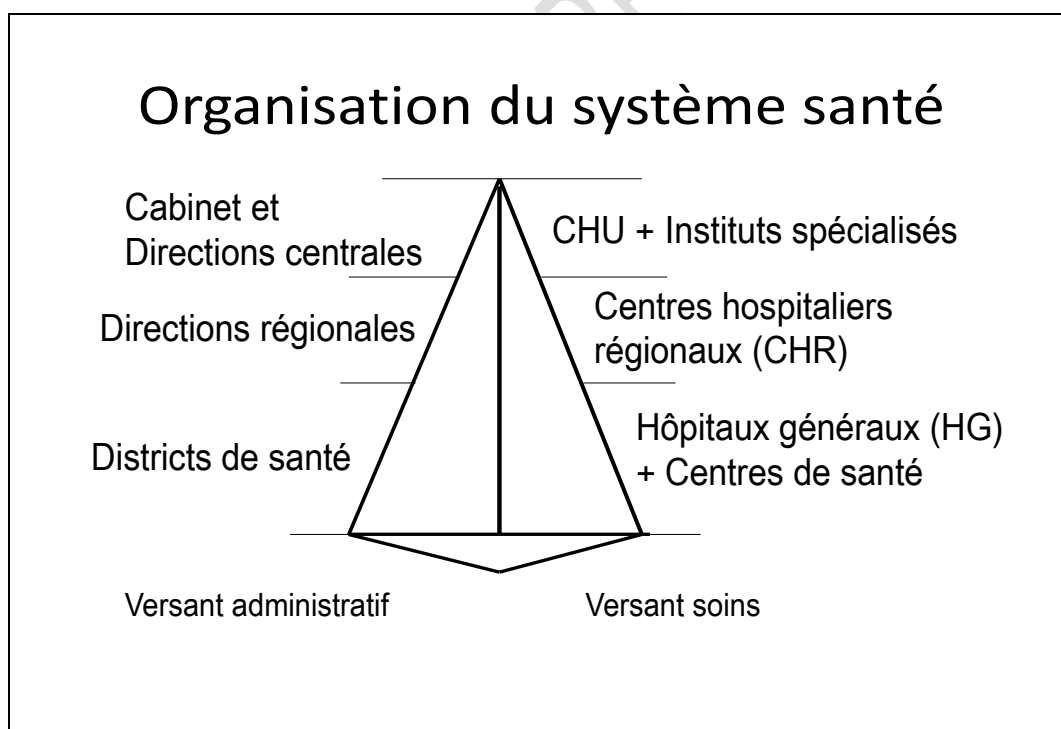 Organisation du système santé
Cabinet et
Directions centrales
CHU + Instituts spécialisés
Directions régionales
Centres hospitaliers
régionaux (CHR)
Districts de santé
Hôpitaux généraux (HG)
+ Centres de santé
Versant administratif
Versant soins